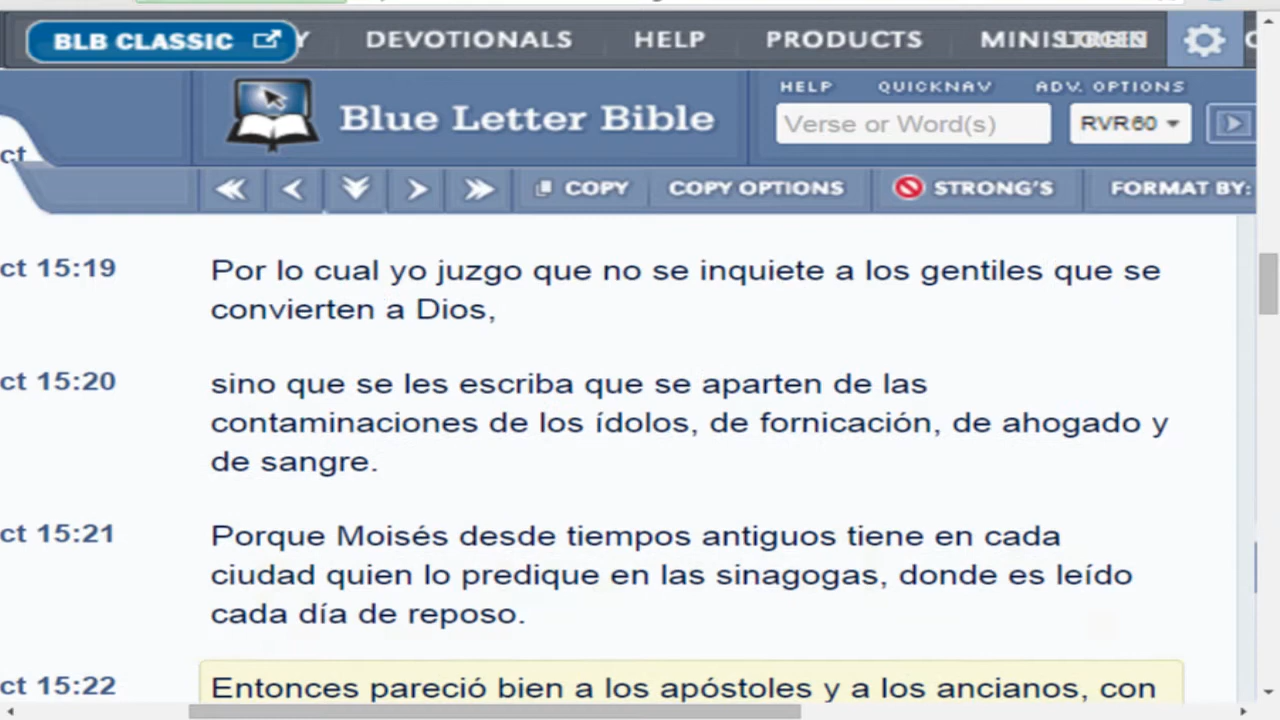 BLB CLASSIC
DEVOTIONALS
HELP
PRODUCTS
Blue Letter Bible
HELP
QUICKNAV
ADV. OPTIONS
Verse or Word(s)
RVR60
ct
COPY
COPY OPTIONS
STRONG'S
FORMAT BY:
ct 15:19
Por lo cual yo juzgo que no se inquiete a los gentiles que se
convierten a Dios,
ct 15:20
sino que se les escriba que se aparten de las
contaminaciones de los ídolos, de fornicación, de ahogado y
de sangre.
ct 15:21
Porque Moisés desde tiempos antiguos tiene en cada
ciudad quien lo predique en las sinagogas, donde es leído
cada día de reposo.
ct 15:22
Entonces pareció bien a los apóstoles y a los ancianos, con